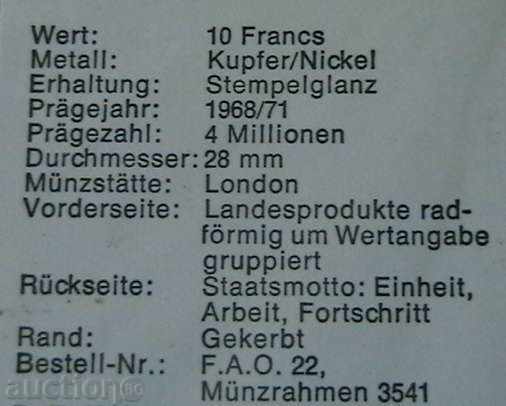 Wert: 10 Francs
Metall: Kupfer/Nickel
Erhaltung: Stempelglanz
Prägejahr: 1968/71
Prägezahl: 4 Millionen
Durchmesser: 28 mm
Münzstätte: London
Vorderseite: Landesprodukte rad-
förmig um Wertangabe
gruppiert
Rückseite: Staatsmotto: Einheit,
Arbeit, Fortschritt
Rand: Gekerbt
Bestell-Nr.: F.A.O. 22,
Münzrahmen 3541
auction.bg